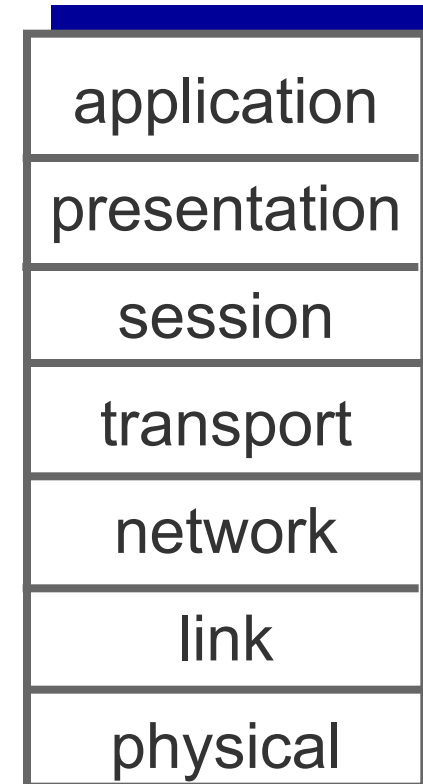 application
presentation
session
transport
network
link
physical